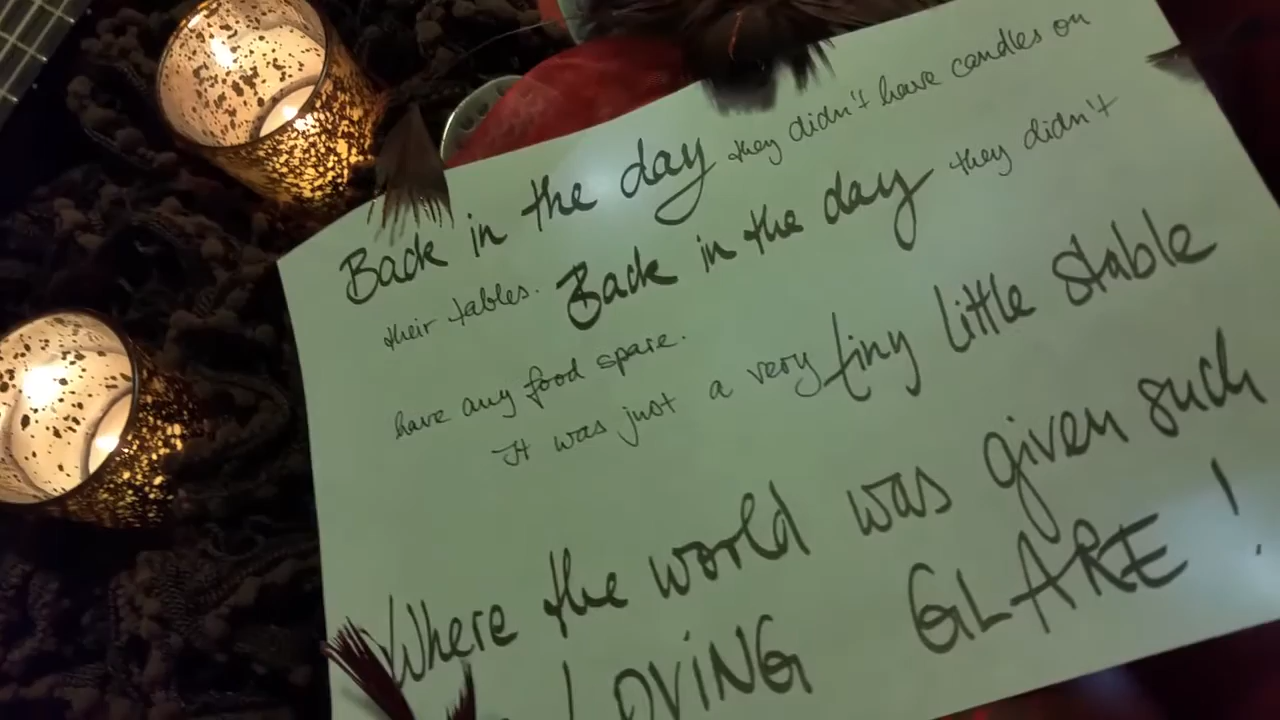 Back in the day they didn't have candles on
their tables. Back in the day they didn't
have any food spare.
It was just a very tiny little stable
Where the world was given such
LOVING GLARE!